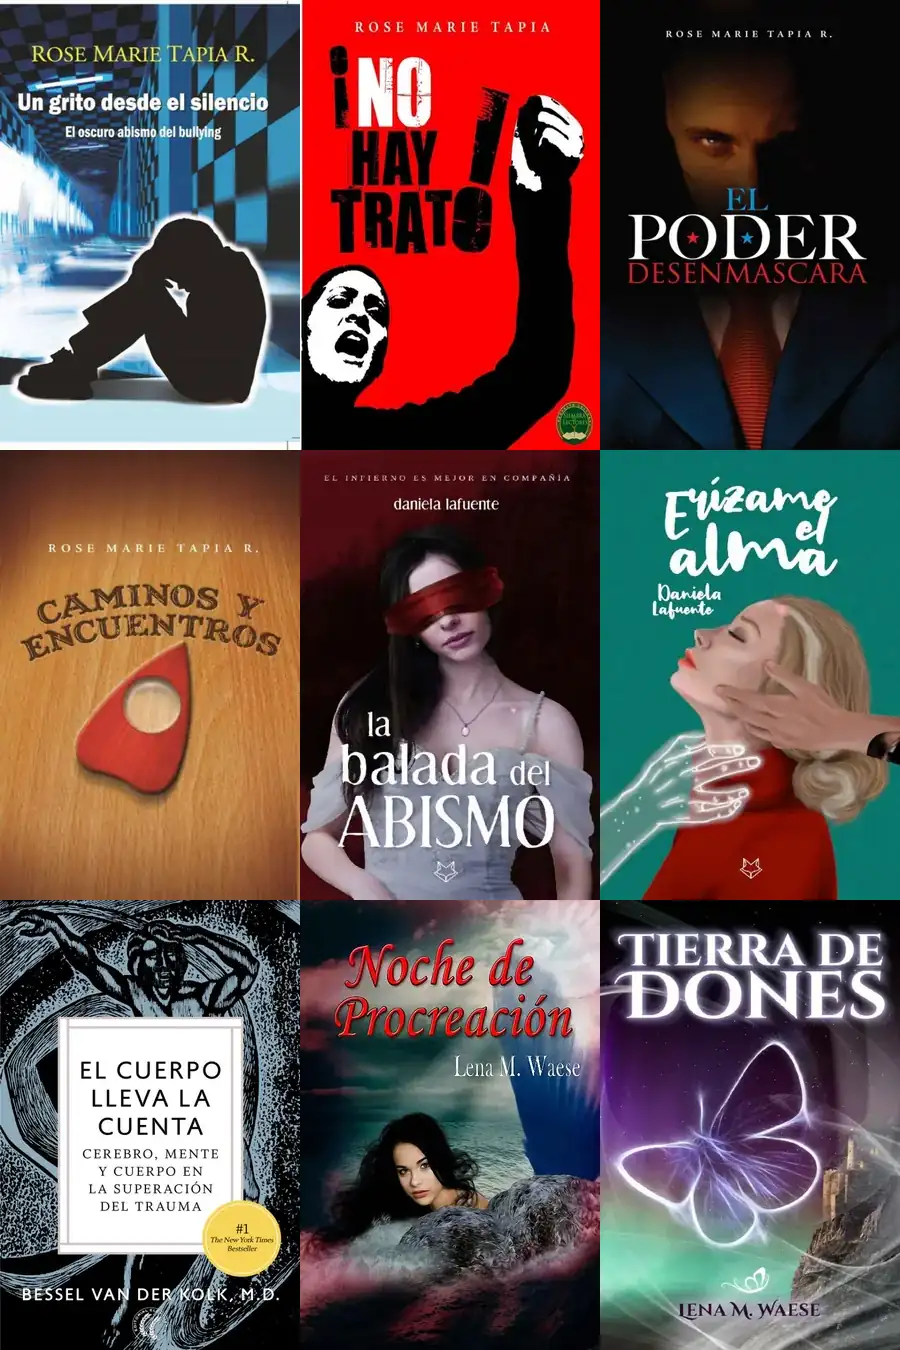 ROSE MARIE TAPIA R.
Un grito desde el silencio
El oscuro abismo del bullying
ROSE MARIE TAPIA
¡NO
HAY
TRATO!
SIEMBRA
LECTORES
ROSE MARIE TAPIA R.
EL
PODER
DESENMASCARA
ROSE MARIE TAPIA R.
CAMINOS Y
ENCUENTROS
EL INFIERNO ES MEJOR EN COMPAÑÍA
daniela lafuente
la
balada del
ABISMO
Erízame
el
alma
Daniela
Lafuente
EL CUERPO
LLEVA LA
CUENTA
CEREBRO, MENTE
Y CUERPO EN
LA SUPERACIÓN
DEL TRAUMA
#1
The New York Times
Bestseller
BESSEL VAN DER KOLK, M.D.
Noche de
Procreación
Lena M. Waese
TIERRA DE
DONES
LENA M. WAESE